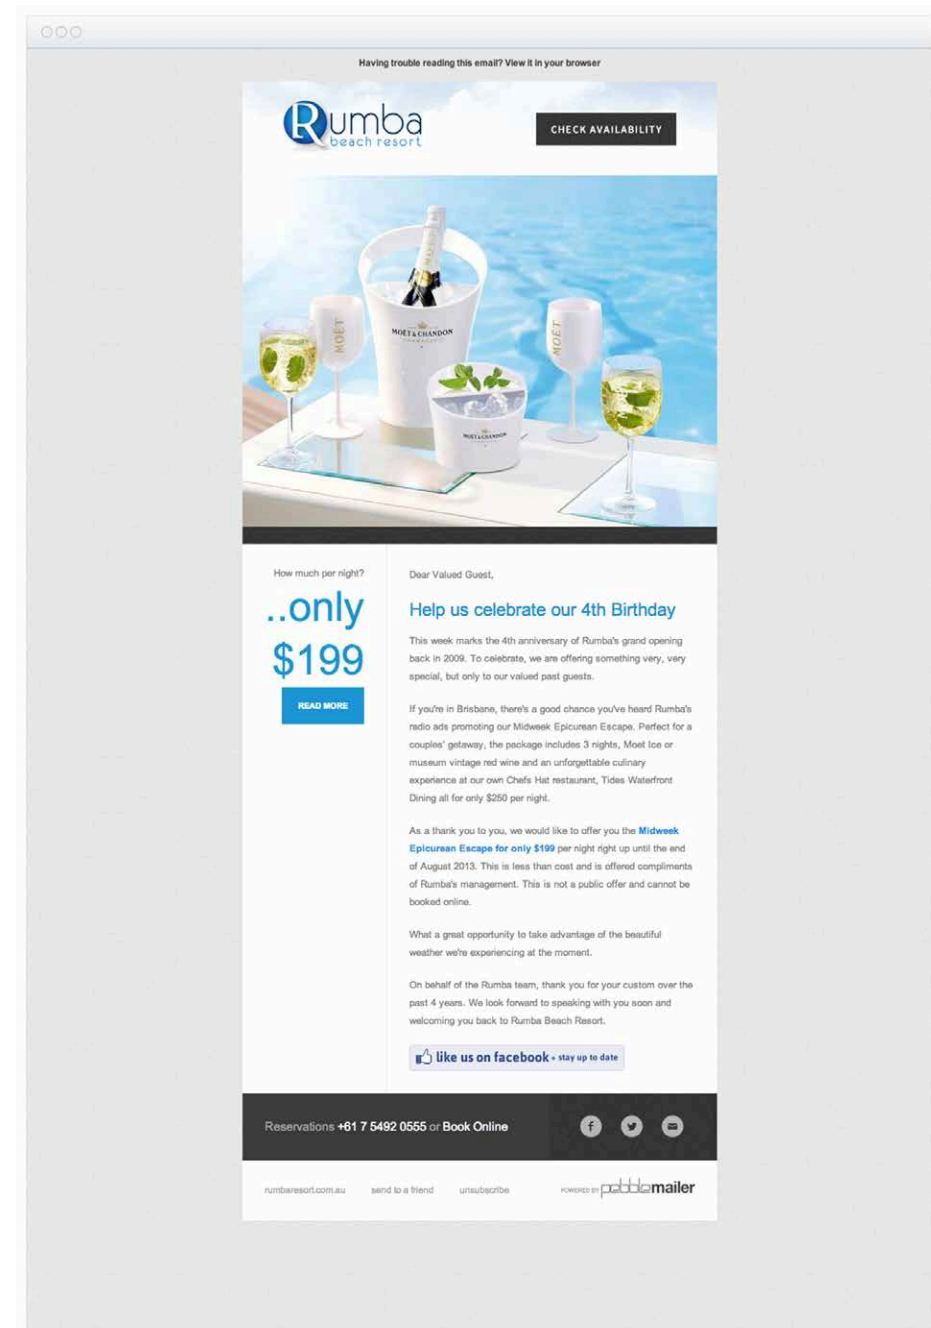 Having trouble reading this email? View it in your browser
Rumba
beach resort
CHECK AVAILABILITY
MOËT
MOËT
MOËT & CHANDON
CHAMPAGNE
MOËT
MOËT & CHANDON
How much per night?
..only
$199
READ MORE
Dear Valued Guest,
Help us celebrate our 4th Birthday
This week marks the 4th anniversary of Rumba's grand opening
back in 2009. To celebrate, we are offering something very, very
special, but only to our valued past guests.
If you're in Brisbane, there's a good chance you've heard Rumba's
radio ads promoting our Midweek Epicurean Escape. Perfect for a
couples' getaway, the package includes 3 nights, Moet Ice or
museum vintage red wine and an unforgettable culinary
experience at our own Chefs Hat restaurant, Tides Waterfront
Dining all for only $250 per night.
As a thank you to you, we would like to offer you the Midweek
Epicurean Escape for only $199 per night right up until the end
of August 2013. This is less than cost and is offered compliments
of Rumba's management. This is not a public offer and cannot be
booked online.
What a great opportunity to take advantage of the beautiful
weather we're experiencing at the moment.
On behalf of the Rumba team, thank you for your custom over the
past 4 years. We look forward to speaking with you soon and
welcoming you back to Rumba Beach Resort.
like us on facebook + stay up to date
Reservations +61 7 5492 0555 or Book Online
rumbaresort.com.au send to a friend unsubscribe POWERED BY pebblemailer